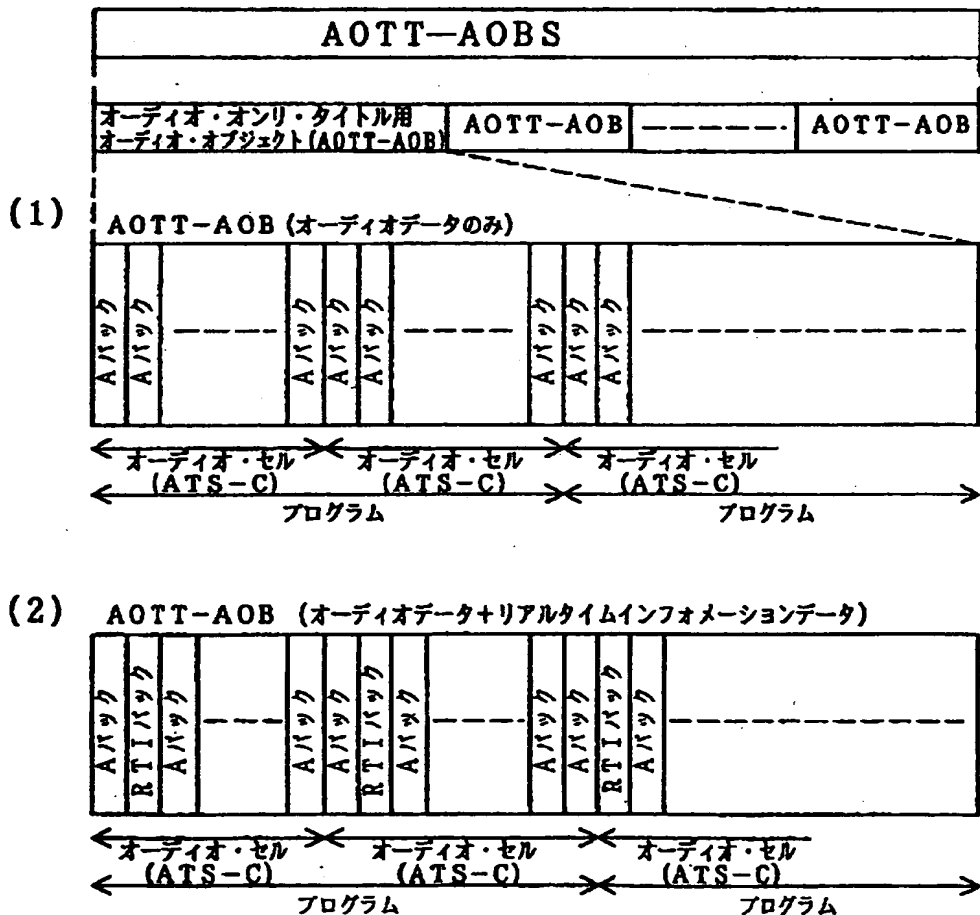 AOTT-AOBS
オーディオ・オンリ・タイトル用
オーディオ・オブジェクト(AOTT-AOB)
AOTT-AOB
AOTT-AOB
(1)
AOTT-AOB (オーディオデータのみ)
Aパック
Aパック
Aパック
Aパック
Aパック
Aパック
Aパック
Aパック
オーディオ・セル
(ATS-C)
オーディオ・セル
(ATS-C)
オーディオ・セル
(ATS-C)
プログラム
プログラム
(2)
AOTT-AOB (オーディオデータ+リアルタイムインフォメーションデータ)
Aパック
RTIパック
Aパック
Aパック
Aパック
RTIパック
Aパック
Aパック
Aパック
RTIパック
Aパック
オーディオ・セル
(ATS-C)
オーディオ・セル
(ATS-C)
オーディオ・セル
(ATS-C)
プログラム
プログラム